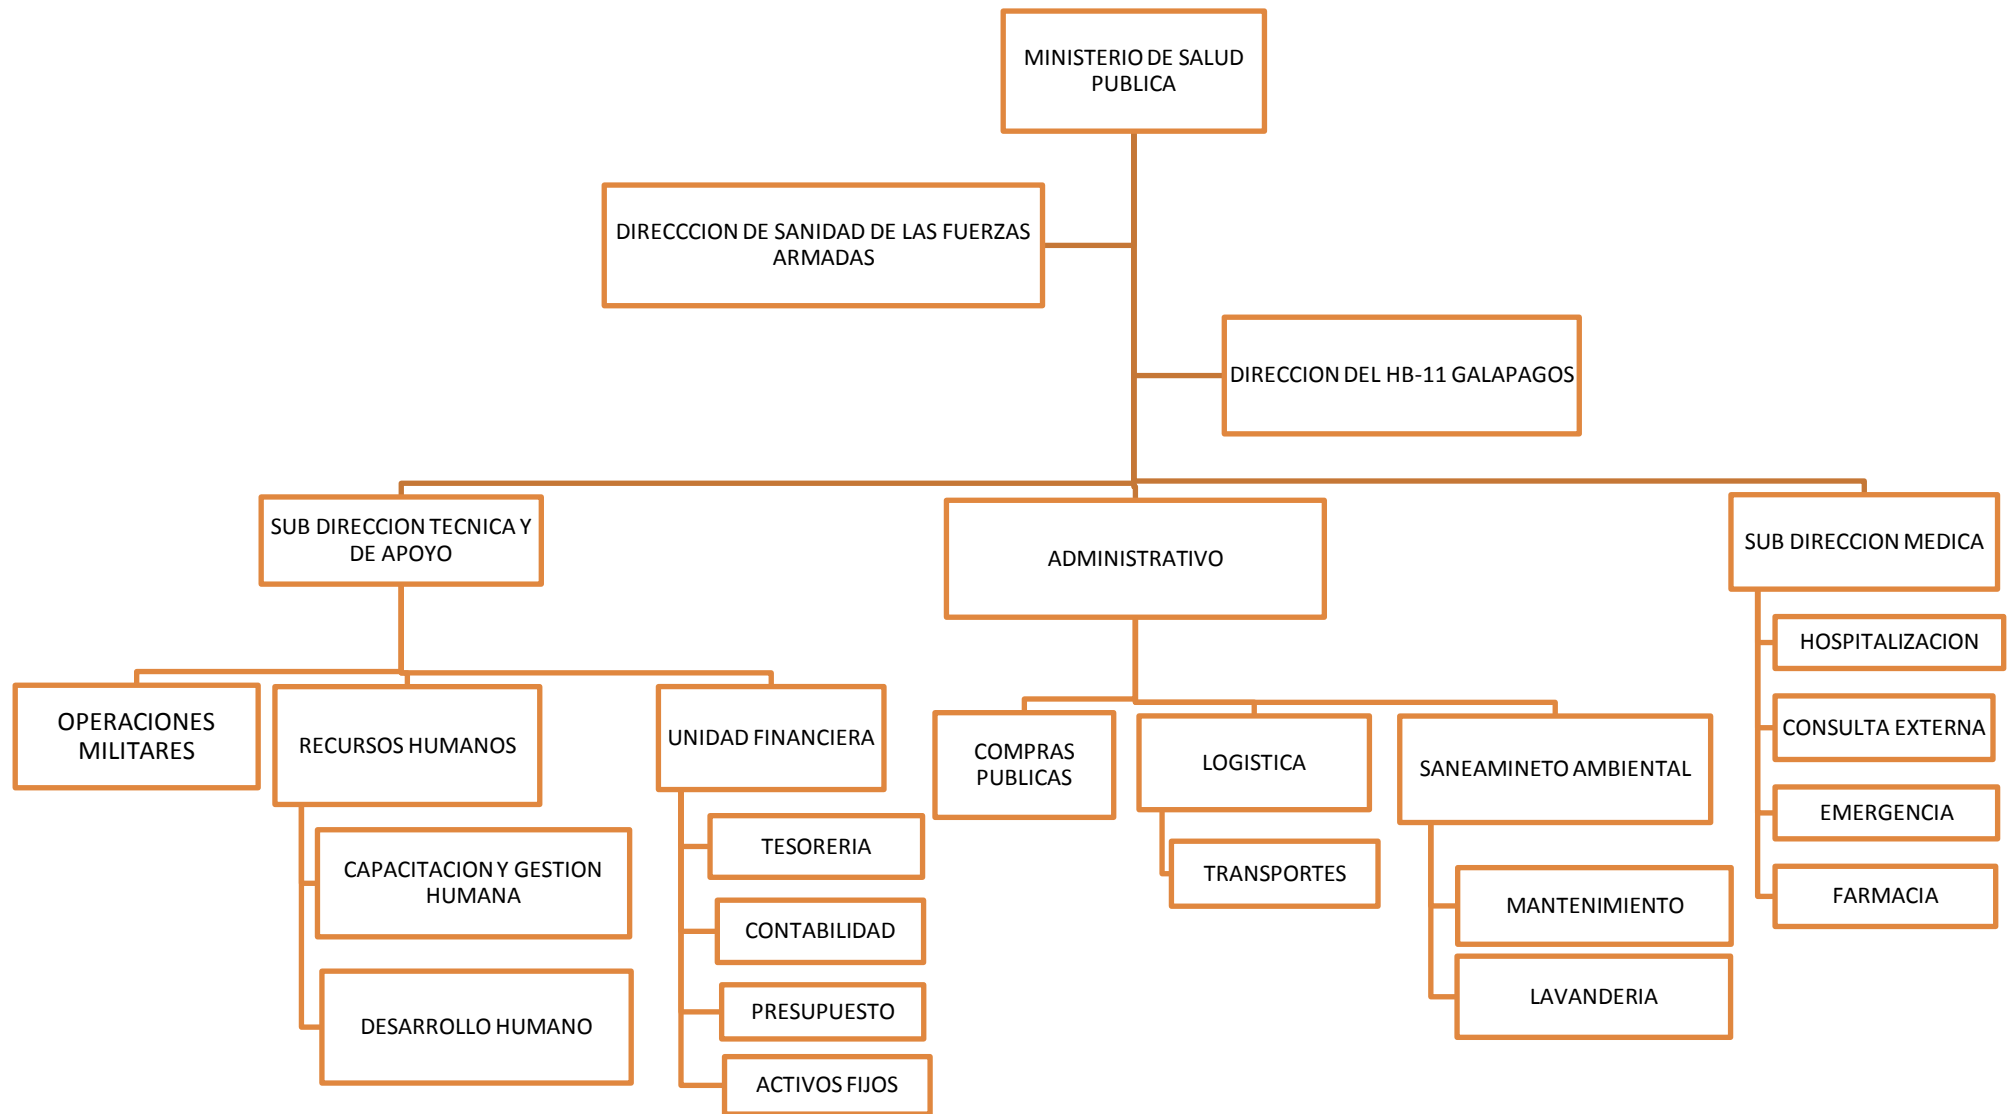 MINISTERIO DE SALUD
PUBLICA
DIRECCCION DE SANIDAD DE LAS FUERZAS
ARMADAS
DIRECCION DEL HB-11 GALAPAGOS
SUB DIRECCION TECNICA Y
DE APOYO
ADMINISTRATIVO
SUB DIRECCION MEDICA
OPERACIONES
MILITARES
RECURSOS HUMANOS
CAPACITACION Y GESTION
HUMANA
DESARROLLO HUMANO
UNIDAD FINANCIERA
TESORERIA
CONTABILIDAD
PRESUPUESTO
ACTIVOS FIJOS
COMPRAS
PUBLICAS
LOGISTICA
TRANSPORTES
SANEAMINETO AMBIENTAL
MANTENIMIENTO
LAVANDERIA
HOSPITALIZACION
CONSULTA EXTERNA
EMERGENCIA
FARMACIA